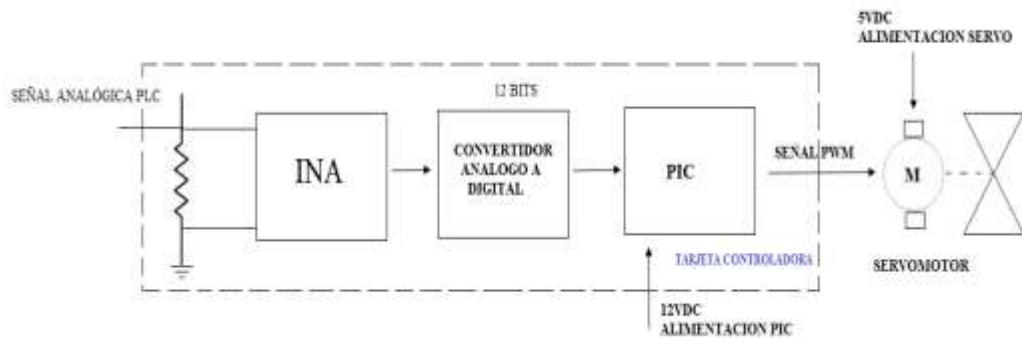 5VDC
ALIMENTACION SERVO
SEÑAL ANALÓGICA PLC
12 BITS
INA
CONVERTIDOR
ANALOGO A
DIGITAL
PIC
SEÑAL PWM
M
TARJETA CONTROLADORA
SERVOMOTOR
12VDC
ALIMENTACION PIC